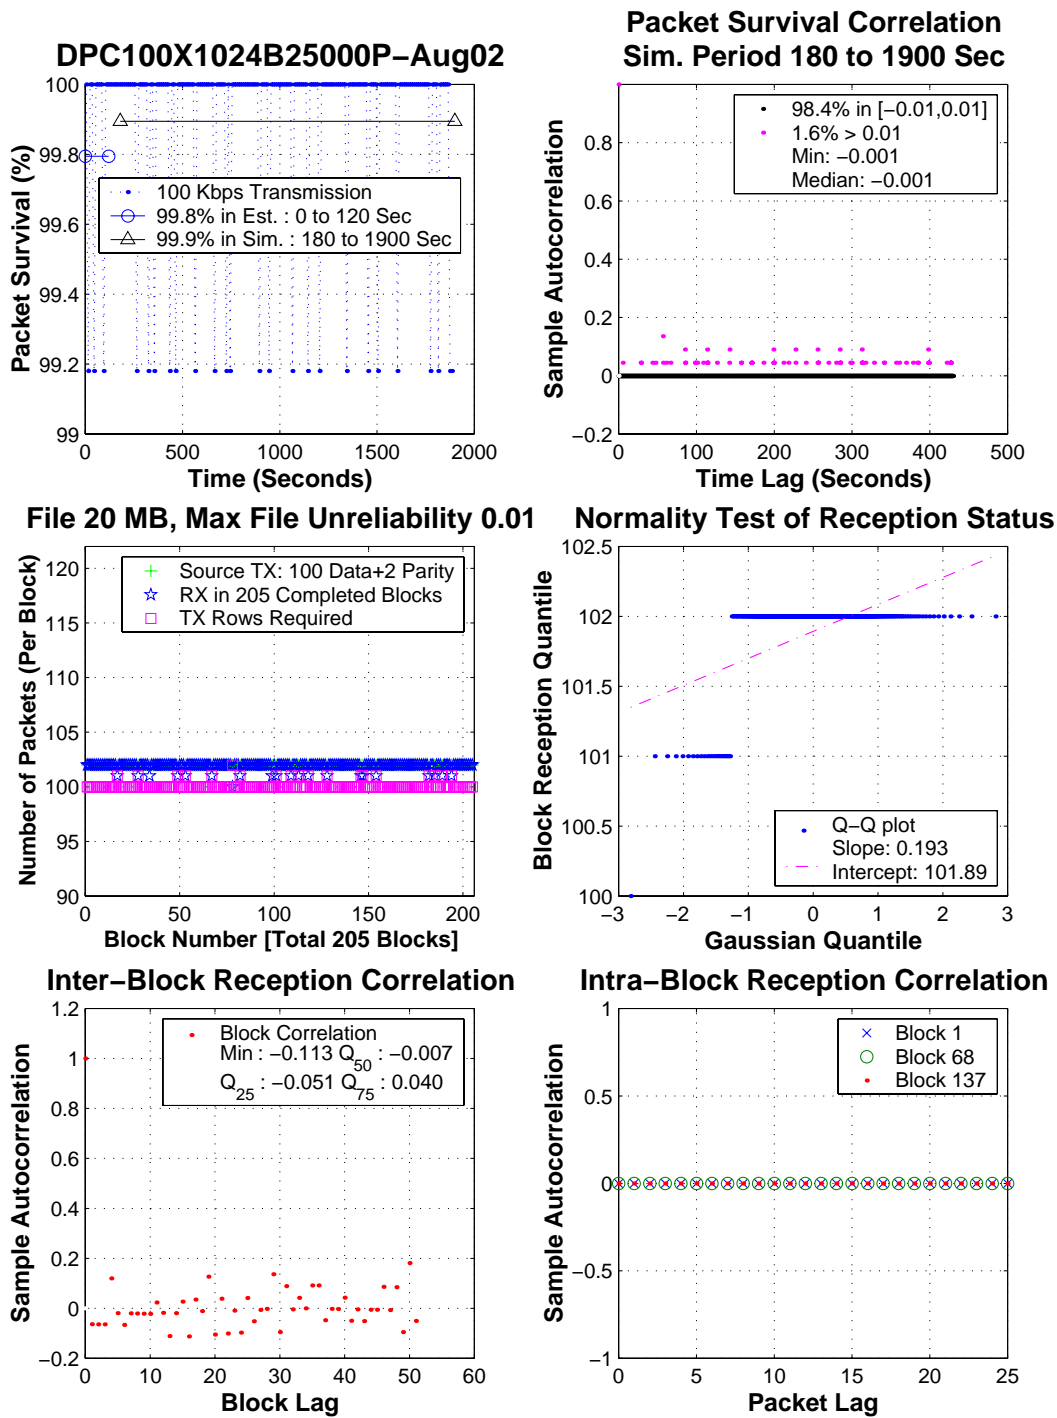 DPC100X1024B25000P−Aug02
100
99.8
99.6
99.4
99.2
99
Packet Survival (%)
100 Kbps Transmission
99.8% in Est. : 0 to 120 Sec
99.9% in Sim. : 180 to 1900 Sec
0 500 1000 1500 2000
Time (Seconds)
Packet Survival Correlation
Sim. Period 180 to 1900 Sec
0.8
0.6
0.4
0.2
0
−0.2
Sample Autocorrelation
98.4% in [−0.01,0.01]
1.6% > 0.01
Min: −0.001
Median: −0.001
0 100 200 300 400 500
Time Lag (Seconds)
File 20 MB, Max File Unreliability 0.01
120
115
110
105
100
95
90
Number of Packets (Per Block)
Source TX: 100 Data+2 Parity
RX in 205 Completed Blocks
TX Rows Required
0 50 100 150 200
Block Number [Total 205 Blocks]
Normality Test of Reception Status
102.5
102
101.5
101
100.5
100
Block Reception Quantile
Q−Q plot
Slope: 0.193
Intercept: 101.89
−3 −2 −1 0 1 2 3
Gaussian Quantile
Inter−Block Reception Correlation
1.2
1
0.8
0.6
0.4
0.2
0
−0.2
Sample Autocorrelation
Block Correlation
Min : −0.113 Q50 : −0.007
Q25 : −0.051 Q75 : 0.040
0 10 20 30 40 50 60
Block Lag
Intra−Block Reception Correlation
1
0.5
0
−0.5
−1
Sample Autocorrelation
Block 1
Block 68
Block 137
0 5 10 15 20 25
Packet Lag